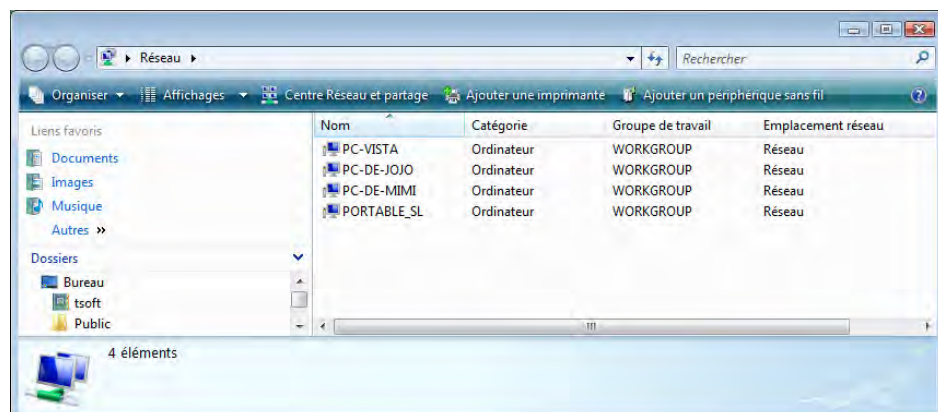 Réseau
Rechercher
Organiser Affichages Centre Réseau et partage Ajouter une imprimante Ajouter un périphérique sans fil
Liens favoris
Documents
Images
Musique
Autres »
Dossiers
Bureau
tsoft
Public
Nom Catégorie Groupe de travail Emplacement réseau
PC-VISTA Ordinateur WORKGROUP Réseau
PC-DE-JOJO Ordinateur WORKGROUP Réseau
PC-DE-MIMI Ordinateur WORKGROUP Réseau
PORTABLE_SL Ordinateur WORKGROUP Réseau
4 éléments